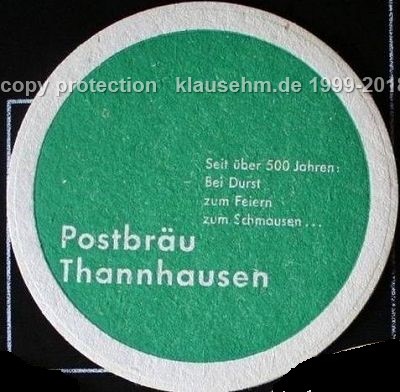 copy protection klausehm.de 1999-2018
Seit über 500 Jahren:
Bei Durst
zum Feiern
zum Schmausen ...
Postbräu
Thannhausen